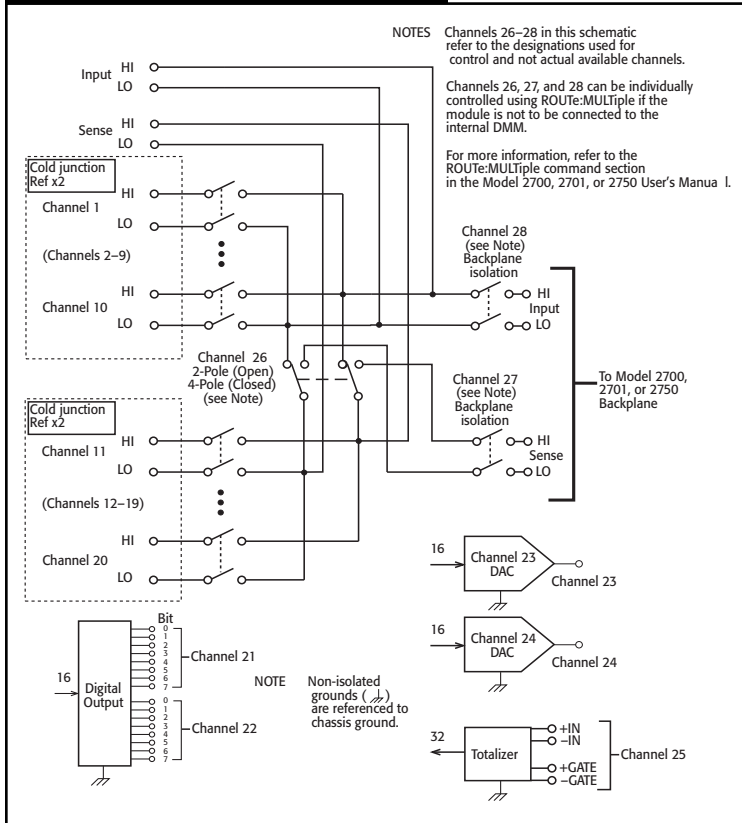 NOTES Channels 26–28 in this schematic
refer to the designations used for
control and not actual available channels.
Channels 26, 27, and 28 can be individually
controlled using ROUTe:MULTiple if the
module is not to be connected to the
internal DMM.
For more information, refer to the
ROUTe:MULTiple command section
in the Model 2700, 2701, or 2750 User's Manua l.
Input HI
LO
Sense HI
LO
Cold junction
Ref x2
Channel 1 HI
LO
(Channels 2–9)
Channel 10 HI
LO
Channel 28
(see Note)
Backplane
isolation
HI
Input
LO
Channel 26
2-Pole (Open)
4-Pole (Closed)
(see Note)
Channel 27
(see Note)
Backplane
isolation
HI
Sense
LO
To Model 2700,
2701, or 2750
Backplane
Cold junction
Ref x2
Channel 11 HI
LO
(Channels 12–19)
Channel 20 HI
LO
16
Channel 23
DAC
Channel 23
16
Channel 24
DAC
Channel 24
16
Digital
Output
Bit
0
1
2
3
4
5
6
7
Channel 21
0
1
2
3
4
5
6
7
Channel 22
NOTE Non-isolated
grounds ( )
are referenced to
chassis ground.
32
Totalizer
+IN
–IN
+GATE
–GATE
Channel 25